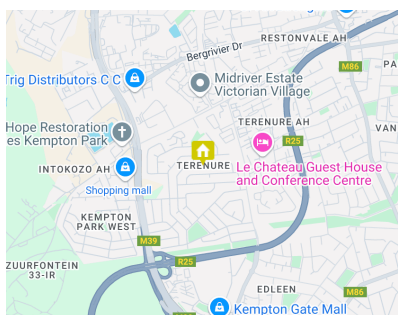 RESTONVALE AH
Bergrivier Dr
M86
Trig Distributors C C
Midriver Estate
Victorian Village
PA
TERENURE AH
VAN
Hope Restoration
es Kempton Park
R25
INTOKOZO AH
TERENURE
Le Chateau Guest House
and Conference Centre
Shopping mall
KEMPTON
PARK WEST
M39
ZUURFONTEIN
33-IR
R25
EDLEEN
M86
Kempton Gate Mall